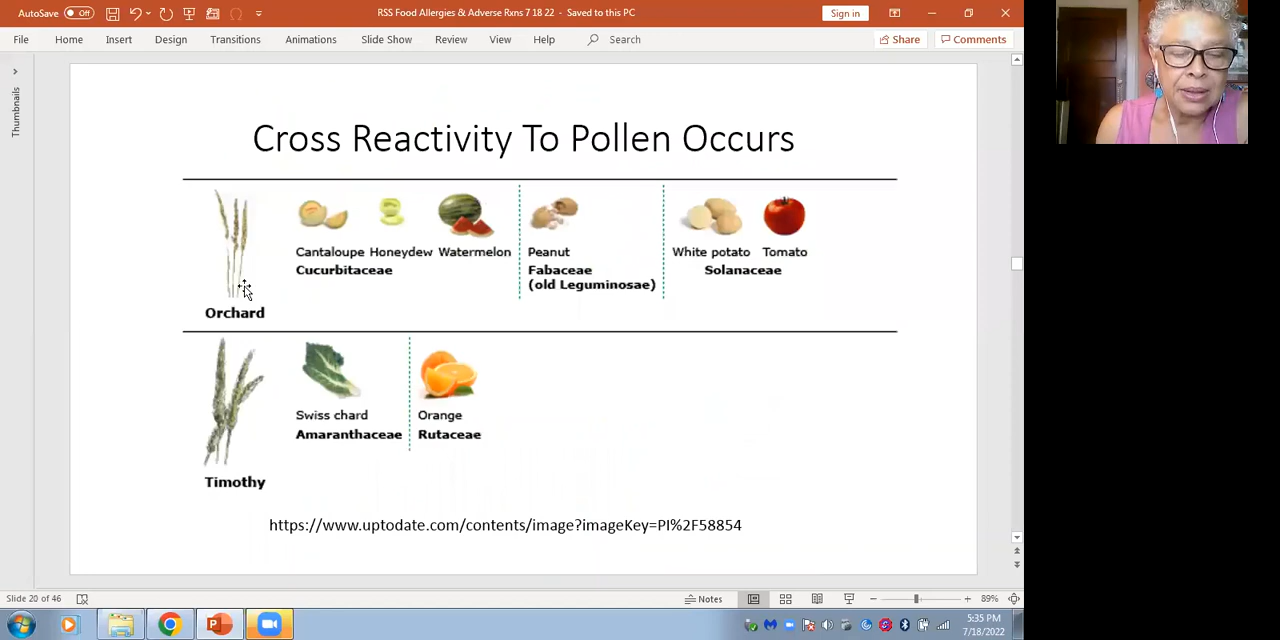 AutoSave Off
RSS Food Allergies & Adverse Rxns 7 18 22 - Saved to this PC
Sign in
File Home Insert Design Transitions Animations Slide Show Review View Help Search Share Comments
Thumbnails
Cross Reactivity To Pollen Occurs
Cantaloupe Honeydew Watermelon Peanut White potato Tomato
Cucurbitaceae Fabaceae Solanaceae
(old Leguminosae)
Orchard
Swiss chard Orange
Amaranthaceae Rutaceae
Timothy
https://www.uptodate.com/contents/image?imageKey=PI%2F58854
Slide 20 of 46 Notes 89%
5:35 PM
7/18/2022